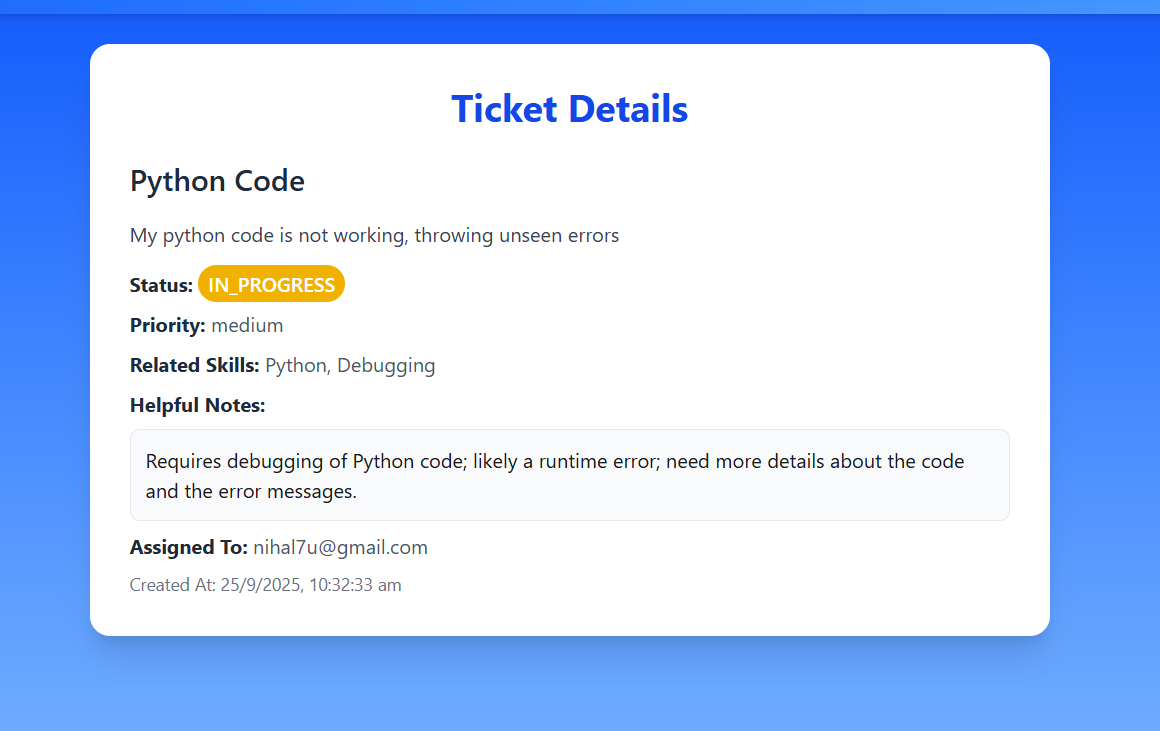 Ticket Details
Python Code
My python code is not working, throwing unseen errors
Status: IN_PROGRESS
Priority: medium
Related Skills: Python, Debugging
Helpful Notes:
Requires debugging of Python code; likely a runtime error; need more details about the code
and the error messages.
Assigned To: nihal7u@gmail.com
Created At: 25/9/2025, 10:32:33 am